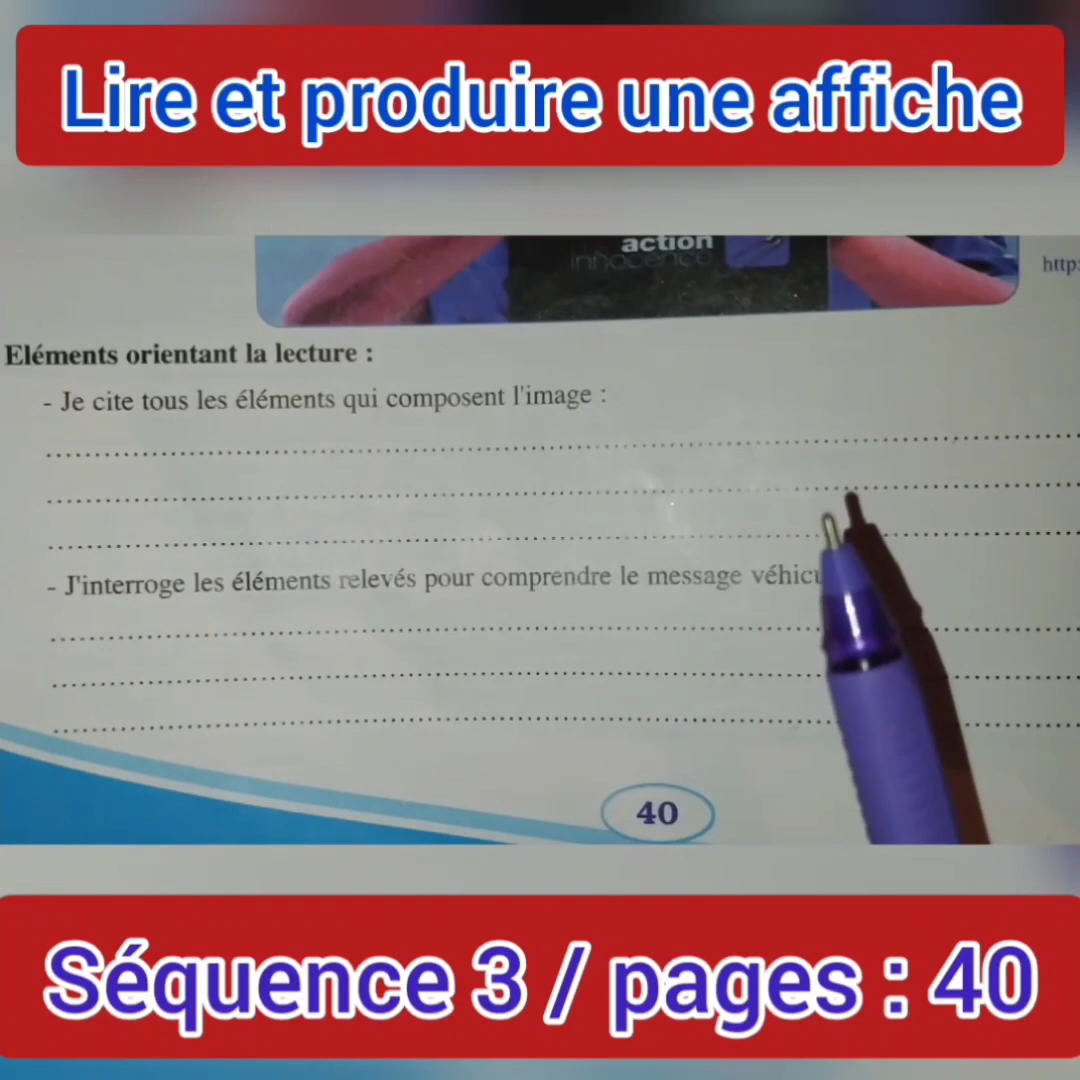 Lire et produire une affiche
action
innocence
http:
Eléments orientant la lecture :
- Je cite tous les éléments qui composent l'image :
- J'interroge les éléments relevés pour comprendre le message véhicu
40
Séquence 3 / pages : 40